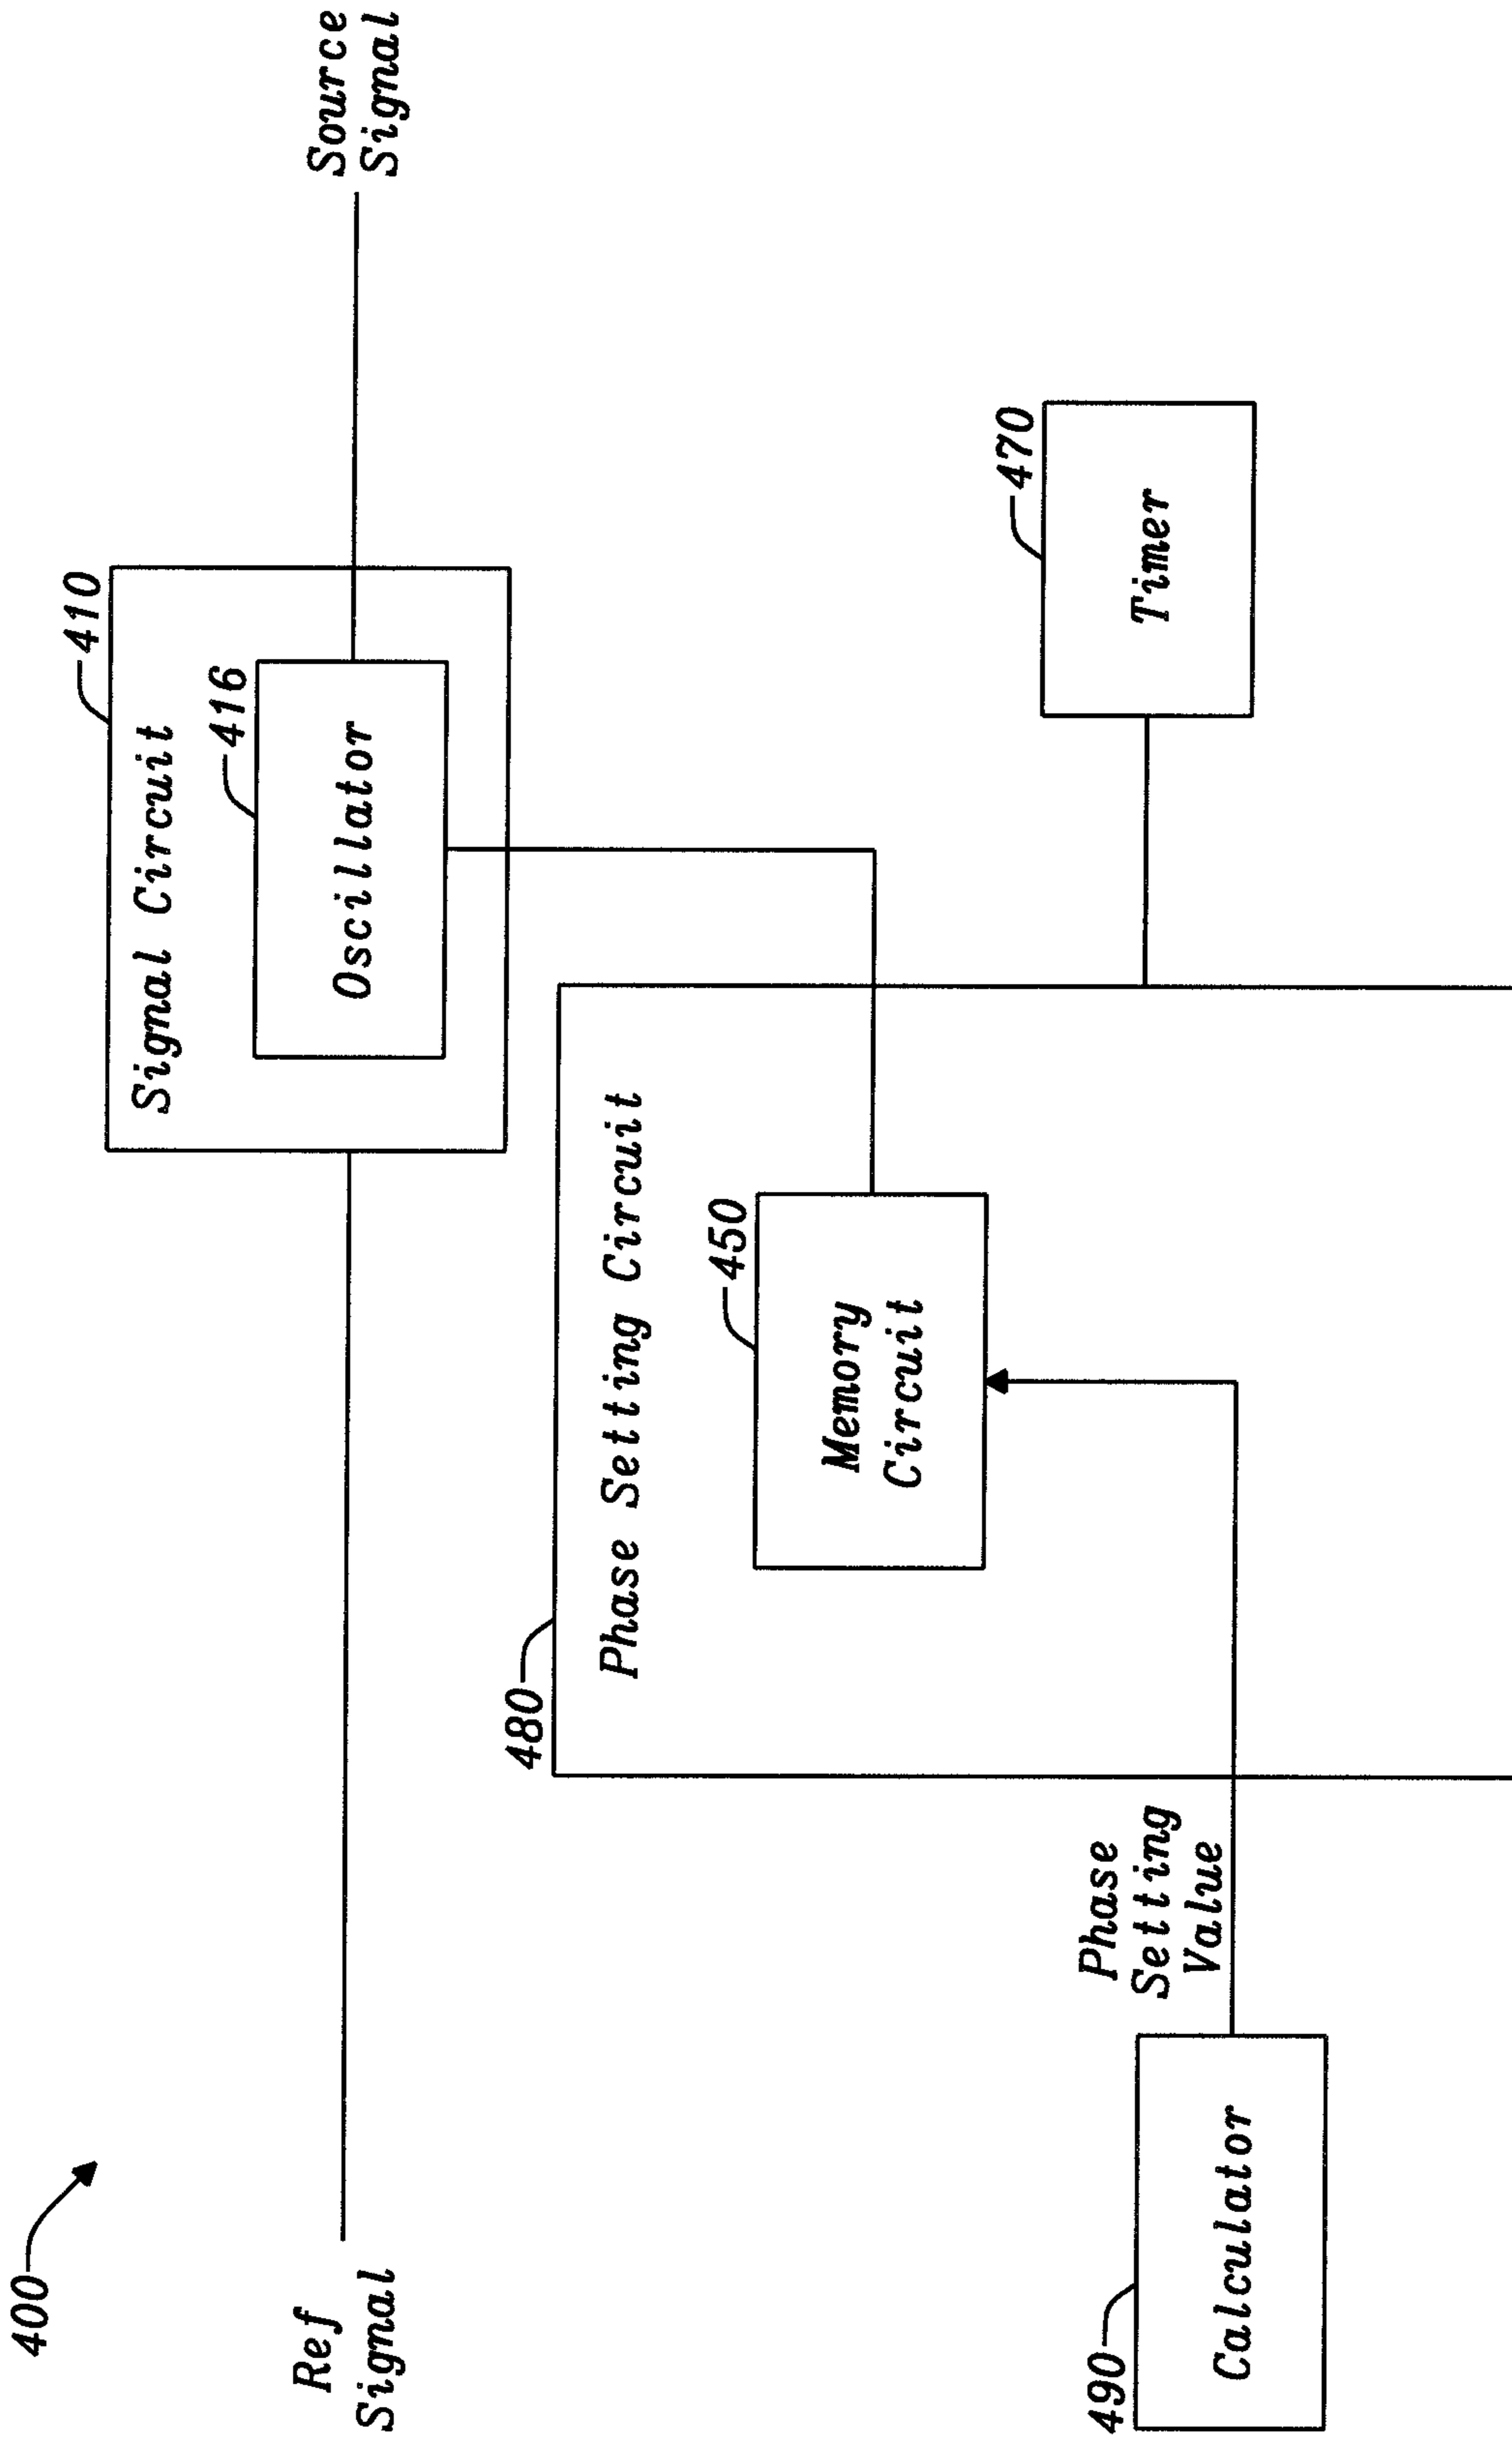 400
Ref
Signal
Signal Circuit
410
Oscillator
416
Source
Signal
480
Phase Setting Circuit
450
Memory
Circuit
470
Timer
Phase
Setting
Value
490
Calculator